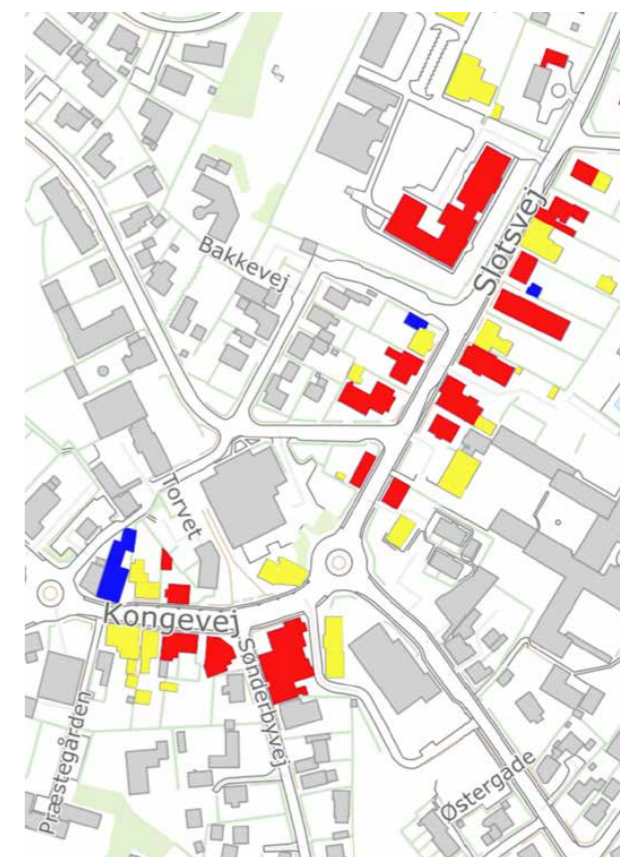 Slotsvej
Bakkevej
Torvet
Kongevej
Sønderbyvej
Præstegården
Østergade